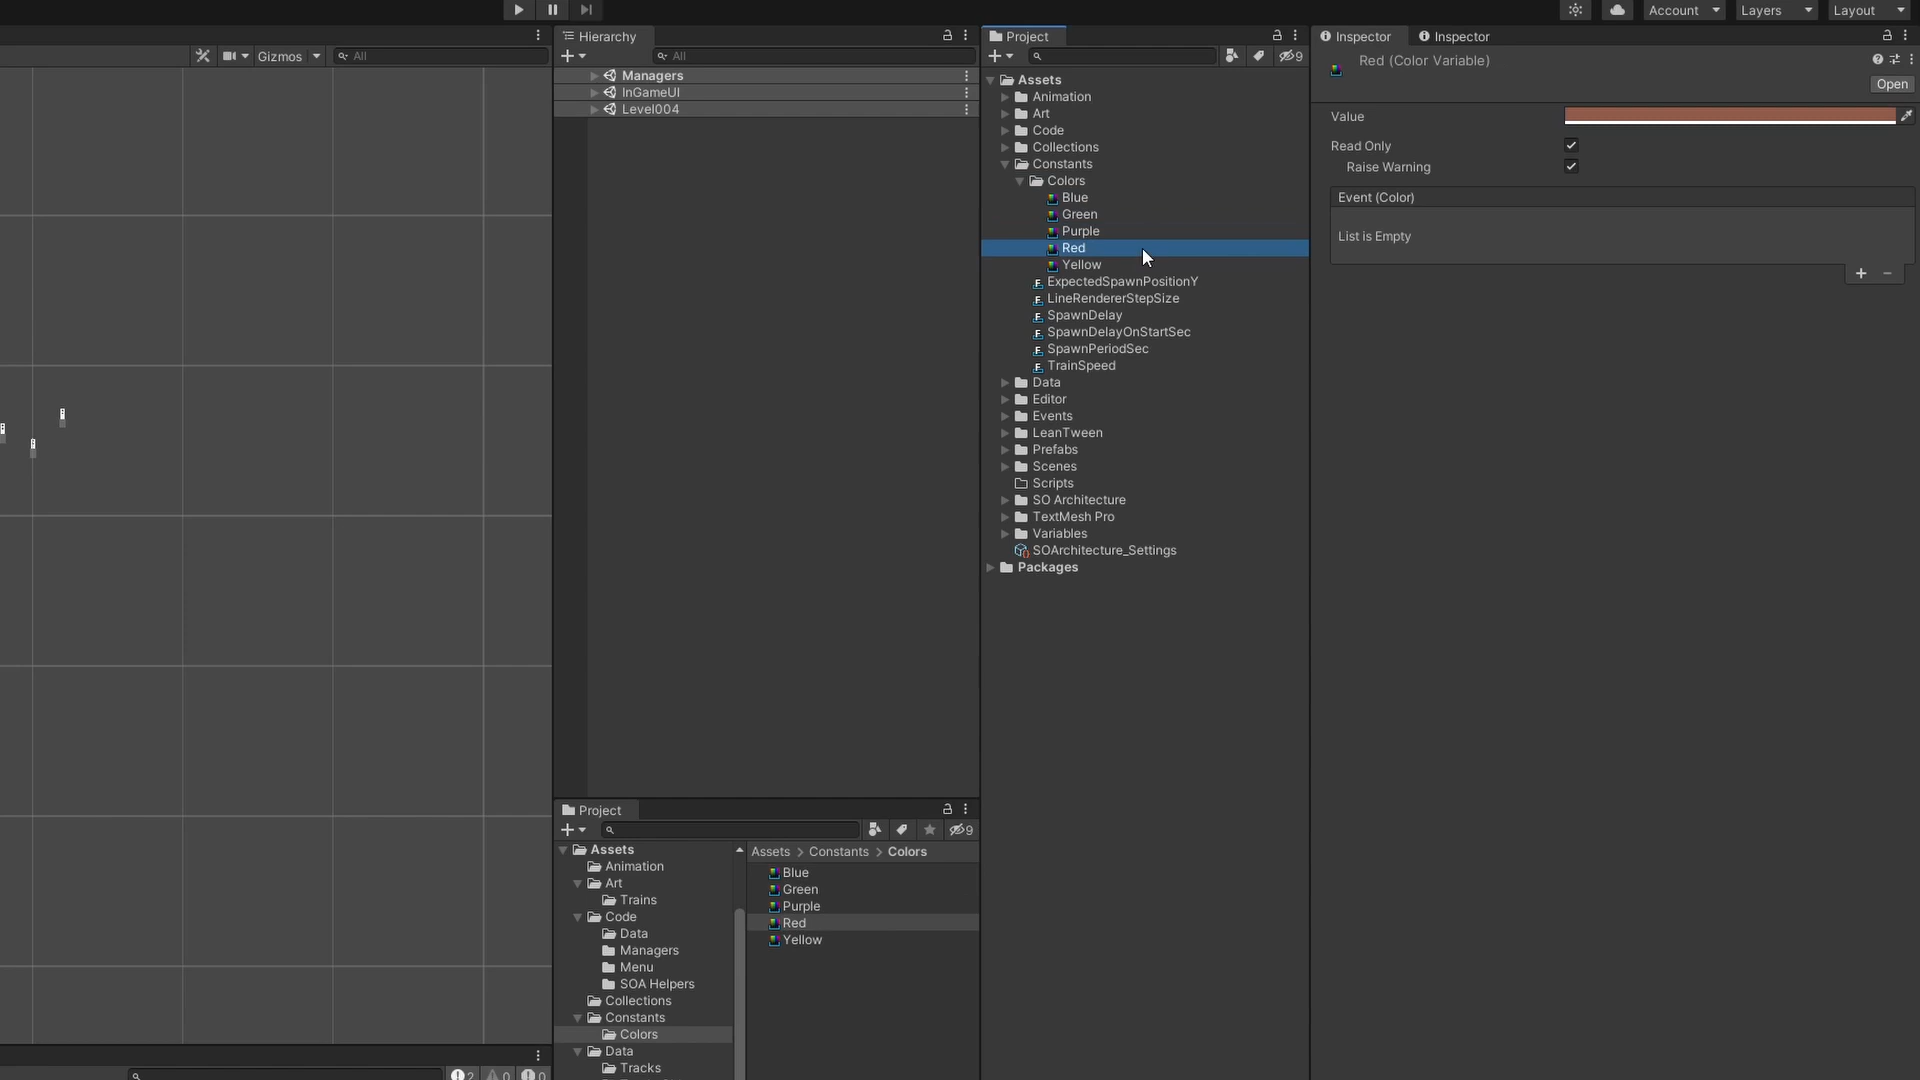 Account
Layers
Layout
Gizmos
All
Hierarchy
All
Managers
InGameUI
Level004
Project
9
Assets
Animation
Art
Code
Collections
Constants
Colors
Blue
Green
Purple
Red
Yellow
ExpectedSpawnPositionY
LineRendererStepSize
SpawnDelay
SpawnDelayOnStartSec
SpawnPeriodSec
TrainSpeed
Data
Editor
Events
LeanTween
Prefabs
Scenes
Scripts
SO Architecture
TextMesh Pro
Variables
SOArchitecture_Settings
Packages
Inspector
Inspector
Red (Color Variable)
Open
Value
Read Only
Raise Warning
Event (Color)
List is Empty
Project
9
Assets
Animation
Art
Trains
Code
Data
Managers
Menu
SOA Helpers
Collections
Constants
Colors
Data
Tracks
Assets > Constants > Colors
Blue
Green
Purple
Red
Yellow
2
0
0